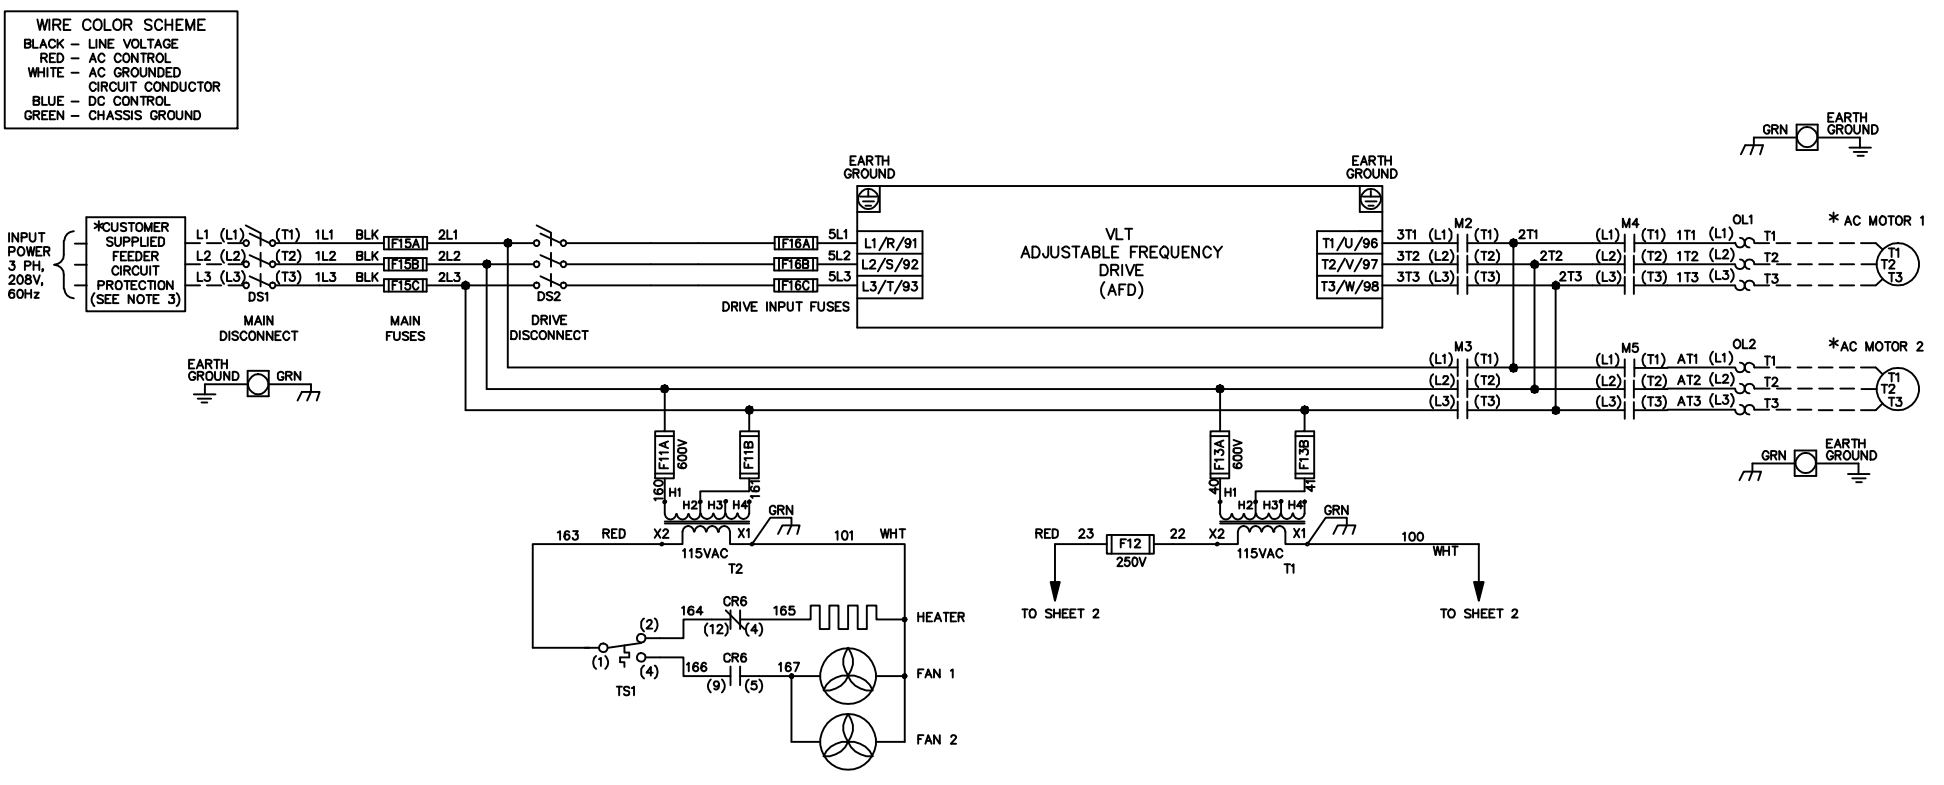 WIRE COLOR SCHEME
BLACK – LINE VOLTAGE
RED – AC CONTROL
WHITE – AC GROUNDED
CIRCUIT CONDUCTOR
BLUE – DC CONTROL
GREEN – CHASSIS GROUND
GRN
EARTH
GROUND
EARTH
GROUND
EARTH
GROUND
INPUT
POWER
3 PH,
208V,
60Hz
*CUSTOMER
SUPPLIED
FEEDER
CIRCUIT
PROTECTION
(SEE NOTE 3)
L1 (L1) (T1) 1L1 BLK F15A 2L1
L2 (L2) (T2) 1L2 BLK F15B 2L2
L3 (L3) (T3) 1L3 BLK F15C 2L3
DS1
MAIN
DISCONNECT
MAIN
FUSES
DS2
DRIVE
DISCONNECT
F16A 5L1 L1/R/91
F16B 5L2 L2/S/92
F16C 5L3 L3/T/93
DRIVE INPUT FUSES
VLT
ADJUSTABLE FREQUENCY
DRIVE
(AFD)
M2 M4 OL1 * AC MOTOR 1
T1/U/96 3T1 (L1) (T1) 2T1 (L1) (T1) 1T1 (L1) T1 T1
T2/V/97 3T2 (L2) (T2) 2T2 (L2) (T2) 1T2 (L2) T2 T2
T3/W/98 3T3 (L3) (T3) 2T3 (L3) (T3) 1T3 (L3) T3 T3
M3 M5 OL2 *AC MOTOR 2
(L1) (T1) (L1) (T1) AT1 (L1) T1 T1
(L2) (T2) (L2) (T2) AT2 (L2) T2 T2
(L3) (T3) (L3) (T3) AT3 (L3) T3 T3
EARTH
GROUND GRN
GRN
EARTH
GROUND
F11A
600V
F11B
160
161
H1 H2 H3 H4
GRN
163 RED X2 X1 101 WHT
115VAC
T2
F13A
600V
F13B
40
41
H1 H2 H3 H4
GRN
RED 23 F12 22 X2 X1 100
WHT
250V
115VAC
T1
TO SHEET 2
TO SHEET 2
CR6
164 165
(12) (4)
HEATER
(2)
(1)
(4)
TS1
CR6
166 167
(9) (5)
FAN 1
FAN 2